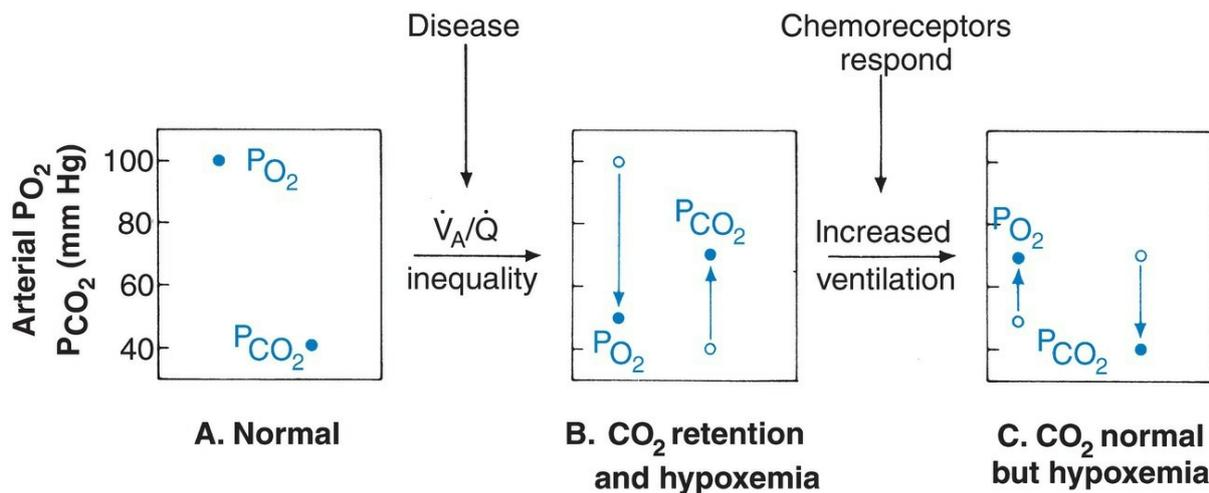 Disease
Chemoreceptors
respond
Arterial PO2
PCO2 (mm Hg)
100
80
60
40
PO2
PCO2
A. Normal
V̇A/Q̇
inequality
PCO2
PO2
B. CO2 retention
and hypoxemia
Increased
ventilation
PO2
PCO2
C. CO2 normal
but hypoxemia